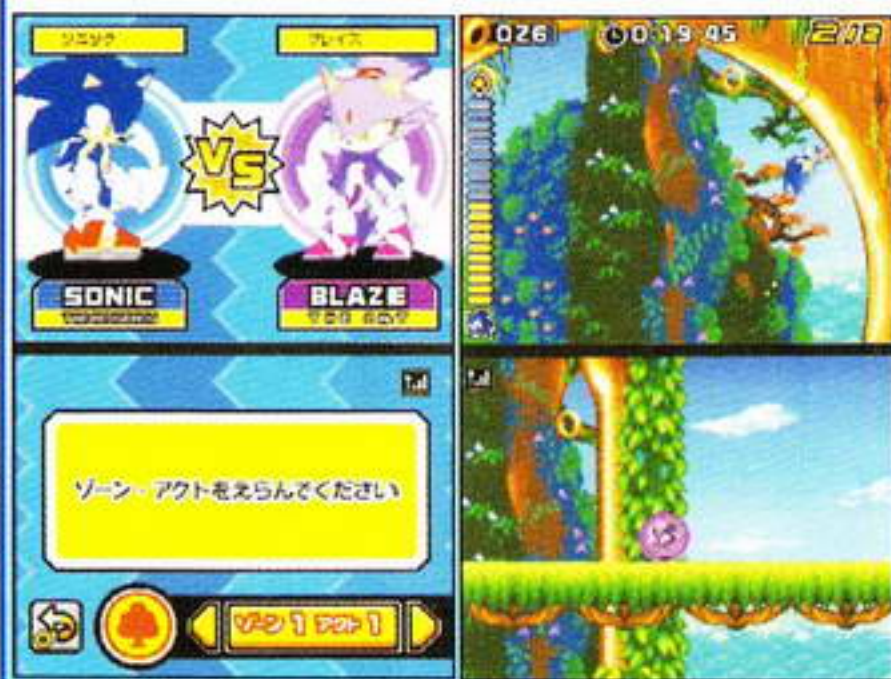 ソニック
ブレイズ
VS
SONIC
BLAZE
THE CAT
ゾーン・アクトをえらんでください
ゾーン 1 アクト 1
026
0:19 45